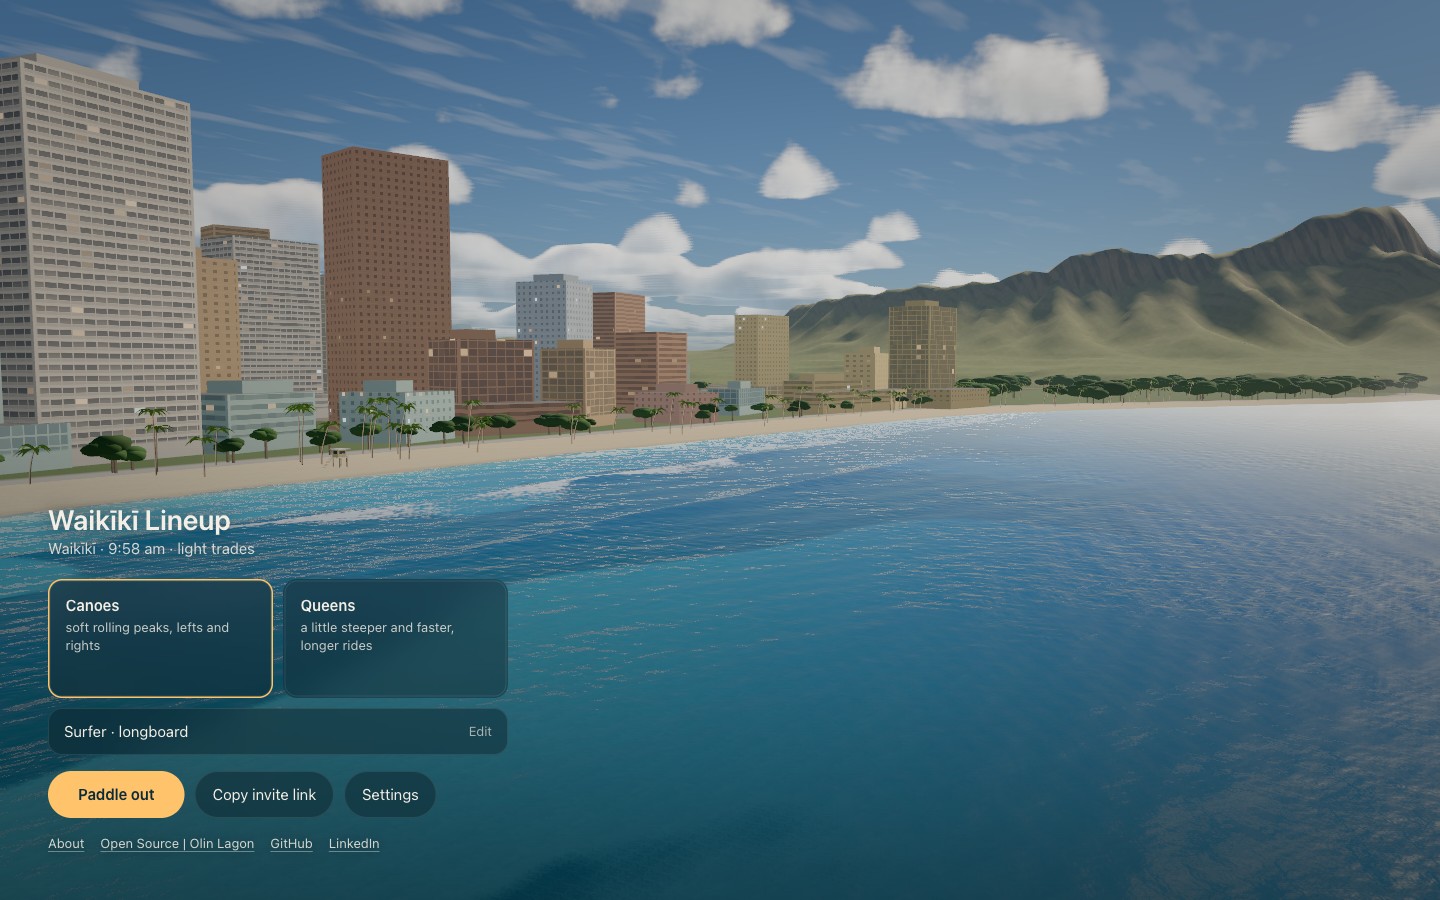 Waikīkī Lineup
Waikīkī · 9:58 am · light trades
Canoes
soft rolling peaks, lefts and
rights
Queens
a little steeper and faster,
longer rides
Surfer · longboard
Edit
Paddle out
Copy invite link
Settings
About
Open Source | Olin Lagon
GitHub
LinkedIn